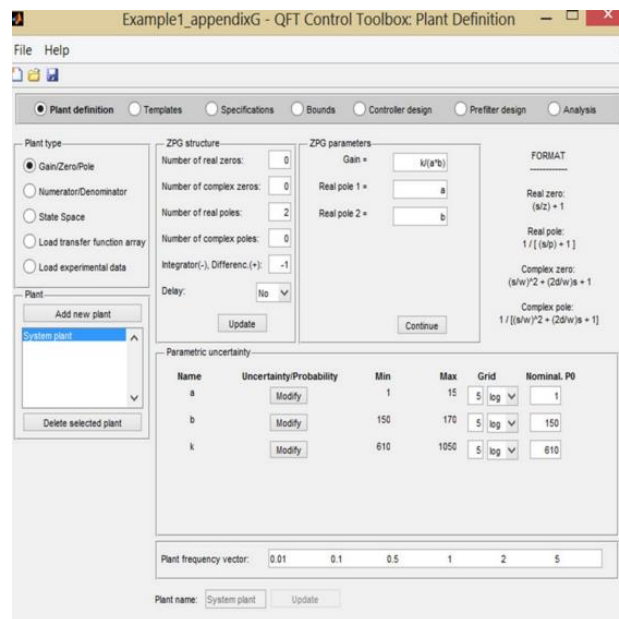 Example1_appendixG - QFT Control Toolbox: Plant Definition
File Help
Plant definition Templates Specifications Bounds Controller design Prefilter design Analysis
Plant type
Gain/Zero/Pole
Numerator/Denominator
State Space
Load transfer function array
Load experimental data
Plant
Add new plant
System plant
Delete selected plant
ZPG structure
Number of real zeros: 0
Number of complex zeros: 0
Number of real poles: 2
Number of complex poles: 0
Integrator(-), Differenc.(+): -1
Delay: No
Update
ZPG parameters
Gain = k/(a*b)
Real pole 1 = a
Real pole 2 = b
Continue
FORMAT
------------
Real zero:
(s/z) + 1
Real pole:
1 / [ (s/p) + 1 ]
Complex zero:
(s/w)^2 + (2d/w)s + 1
Complex pole:
1 / [(s/w)^2 + (2d/w)s + 1]
Parametric uncertainty
Name Uncertainty/Probability Min Max Grid Nominal. P0
a Modify 1 15 5 log 1
b Modify 150 170 5 log 150
k Modify 610 1050 5 log 610
Plant frequency vector: 0.01 0.1 0.5 1 2 5
Plant name: System plant Update